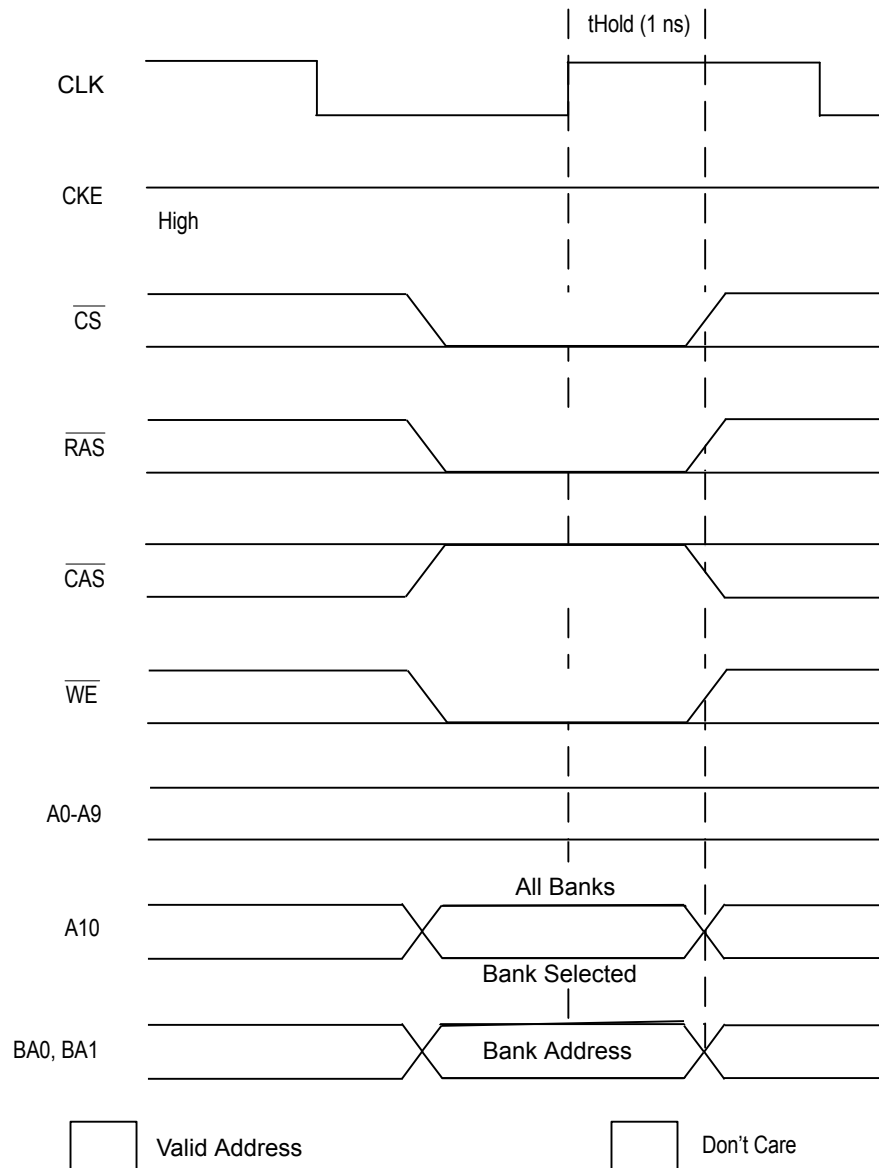 tHold (1 ns)
CLK
CKE
High
CS
RAS
CAS
WE
A0-A9
All Banks
A10
Bank Selected
BA0, BA1
Bank Address
Valid Address
Don't Care